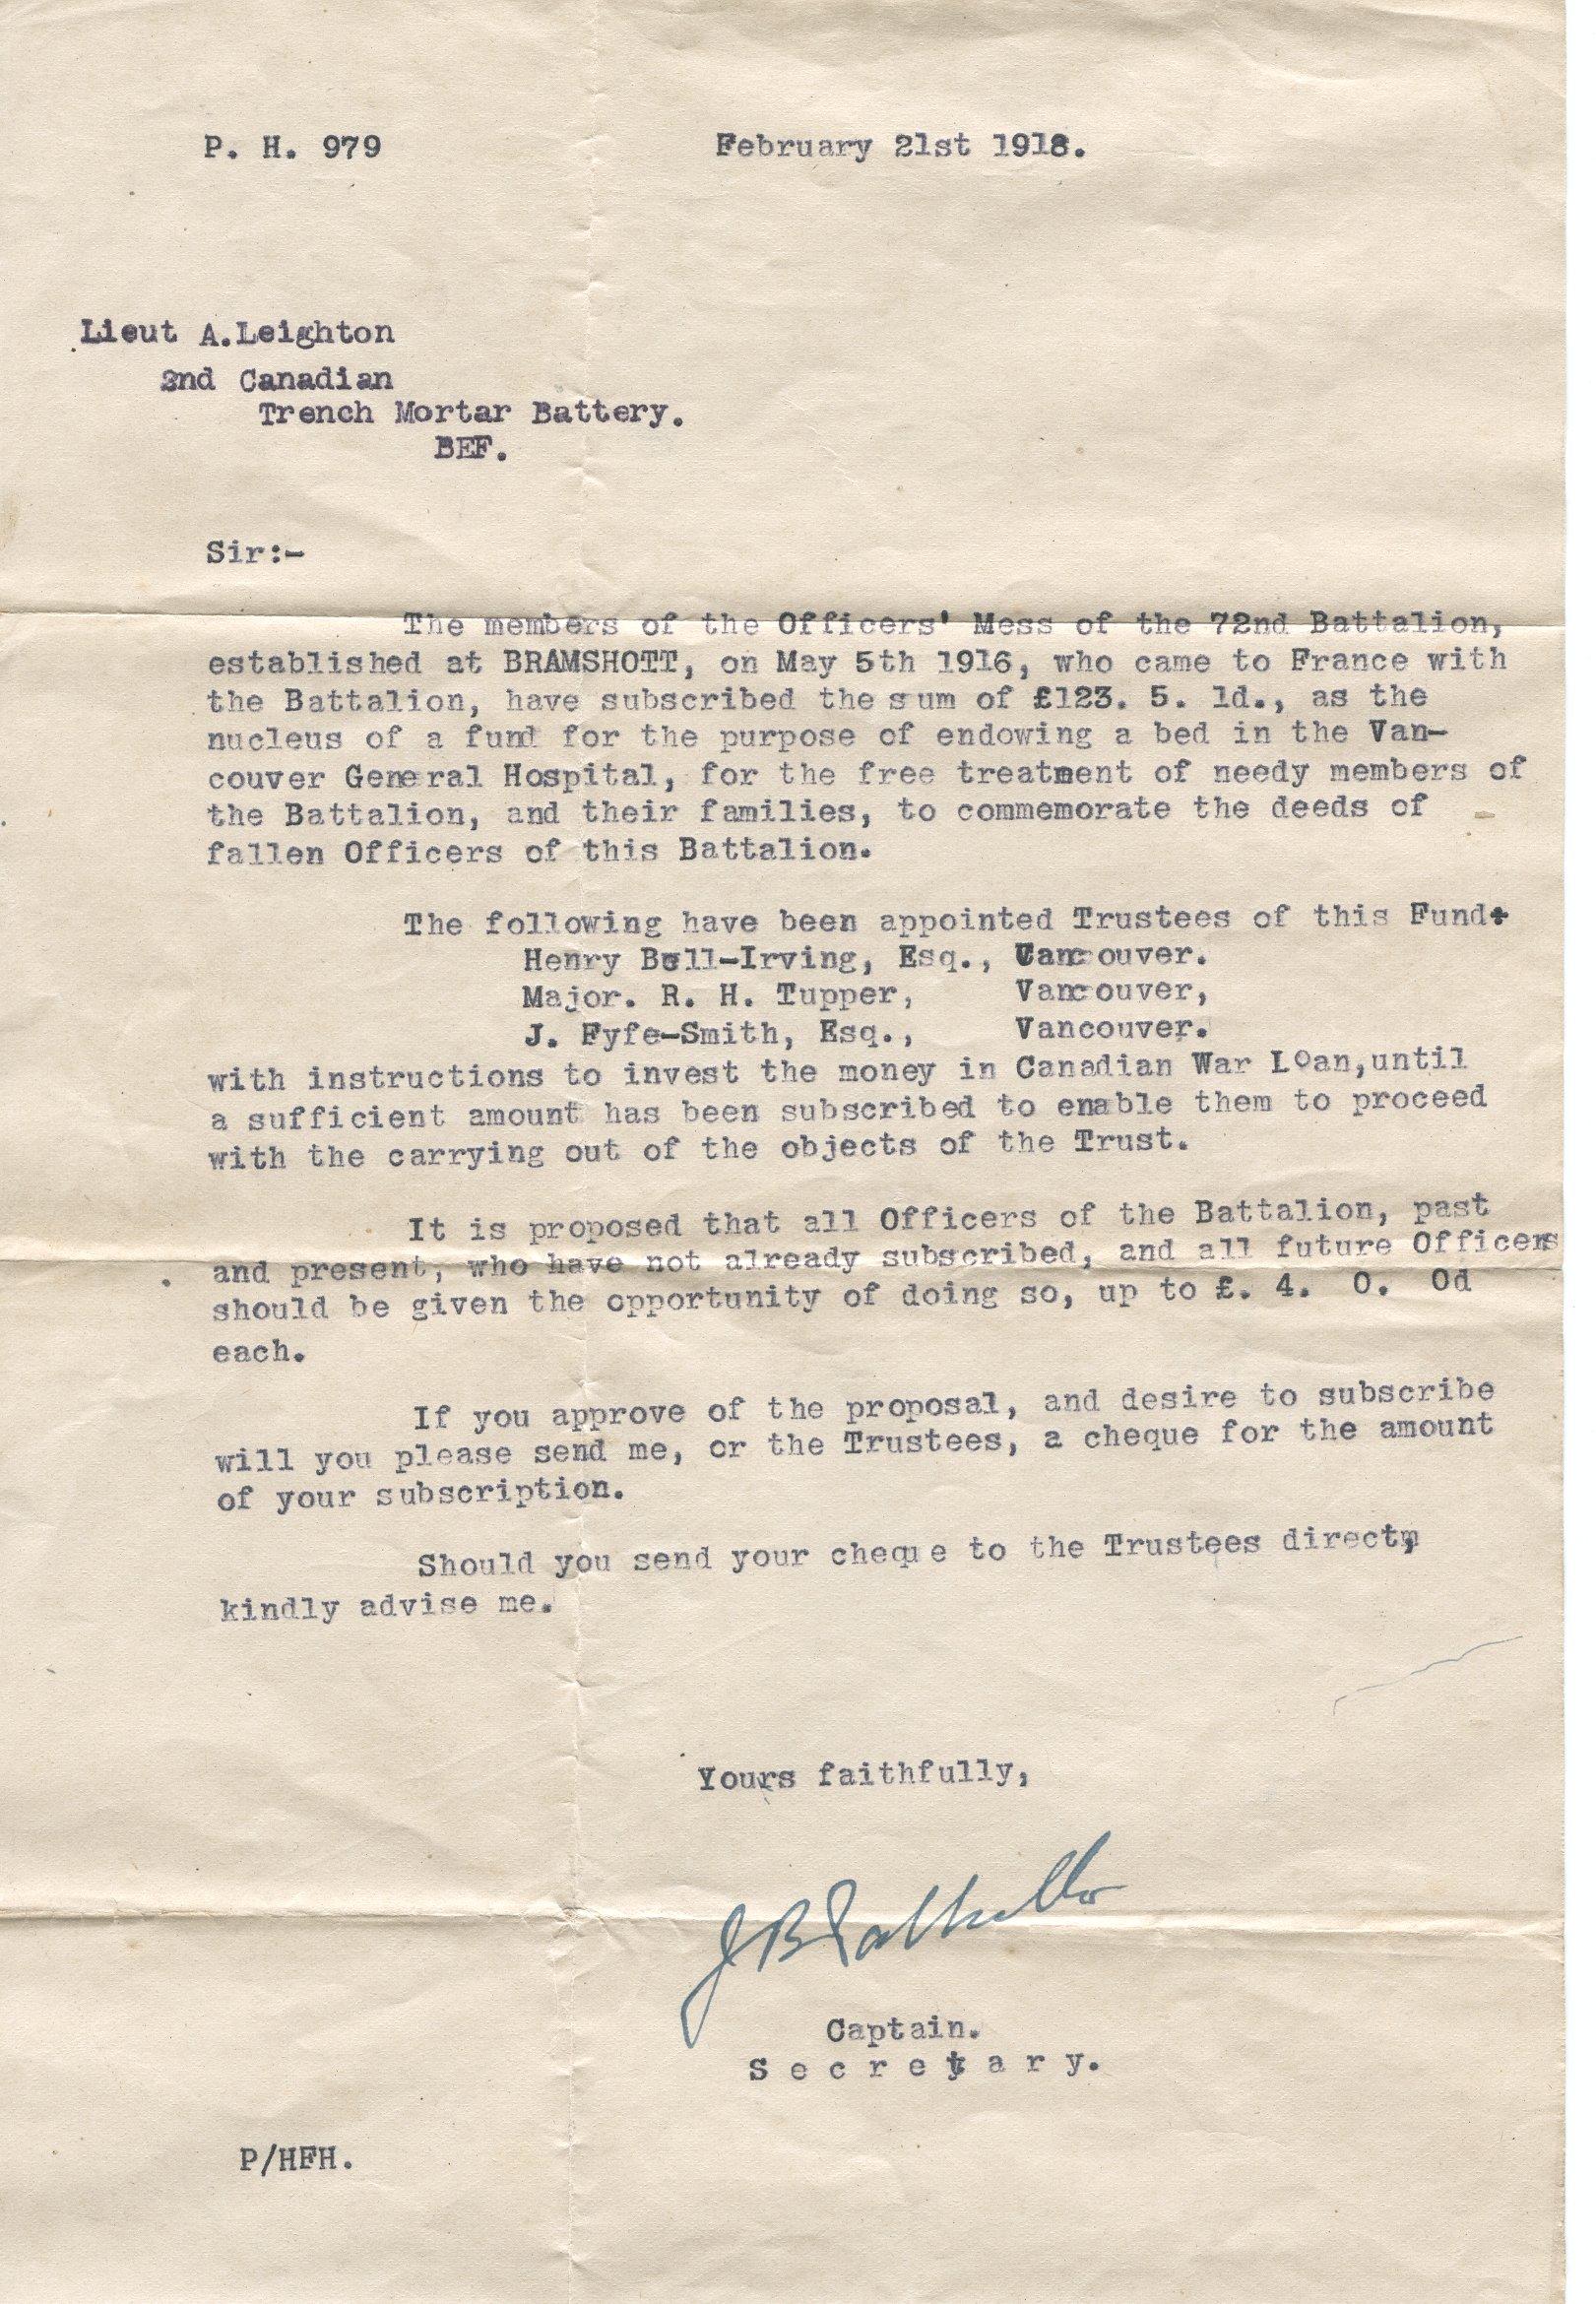 P. H. 979 February 21st 1918.
Lieut A.Leighton
2nd Canadian
Trench Mortar Battery.
BEF.
Sir:-
The members of the Officers' Mess of the 72nd Battalion,
established at BRAMSHOTT, on May 5th 1916, who came to France with
the Battalion, have subscribed the sum of £123. 5. 1d., as the
nucleus of a fund for the purpose of endowing a bed in the Van-
couver General Hospital, for the free treatment of needy members of
the Battalion, and their families, to commemorate the deeds of
fallen Officers of this Battalion.
The following have been appointed Trustees of this Fund.
Henry Bell-Irving, Esq., Vancouver.
Major. R. H. Tupper, Vancouver,
J. Fyfe-Smith, Esq., Vancouver.
with instructions to invest the money in Canadian War Loan,until
a sufficient amount has been subscribed to enable them to proceed
with the carrying out of the objects of the Trust.
It is proposed that all Officers of the Battalion, past
and present, who have not already subscribed, and all future Officers
should be given the opportunity of doing so, up to £. 4. 0. 0d
each.
If you approve of the proposal, and desire to subscribe
will you please send me, or the Trustees, a cheque for the amount
of your subscription.
Should you send your cheque to the Trustees direct,
kindly advise me.
Yours faithfully,
Captain.
S e c r e t a r y.
P/HFH.